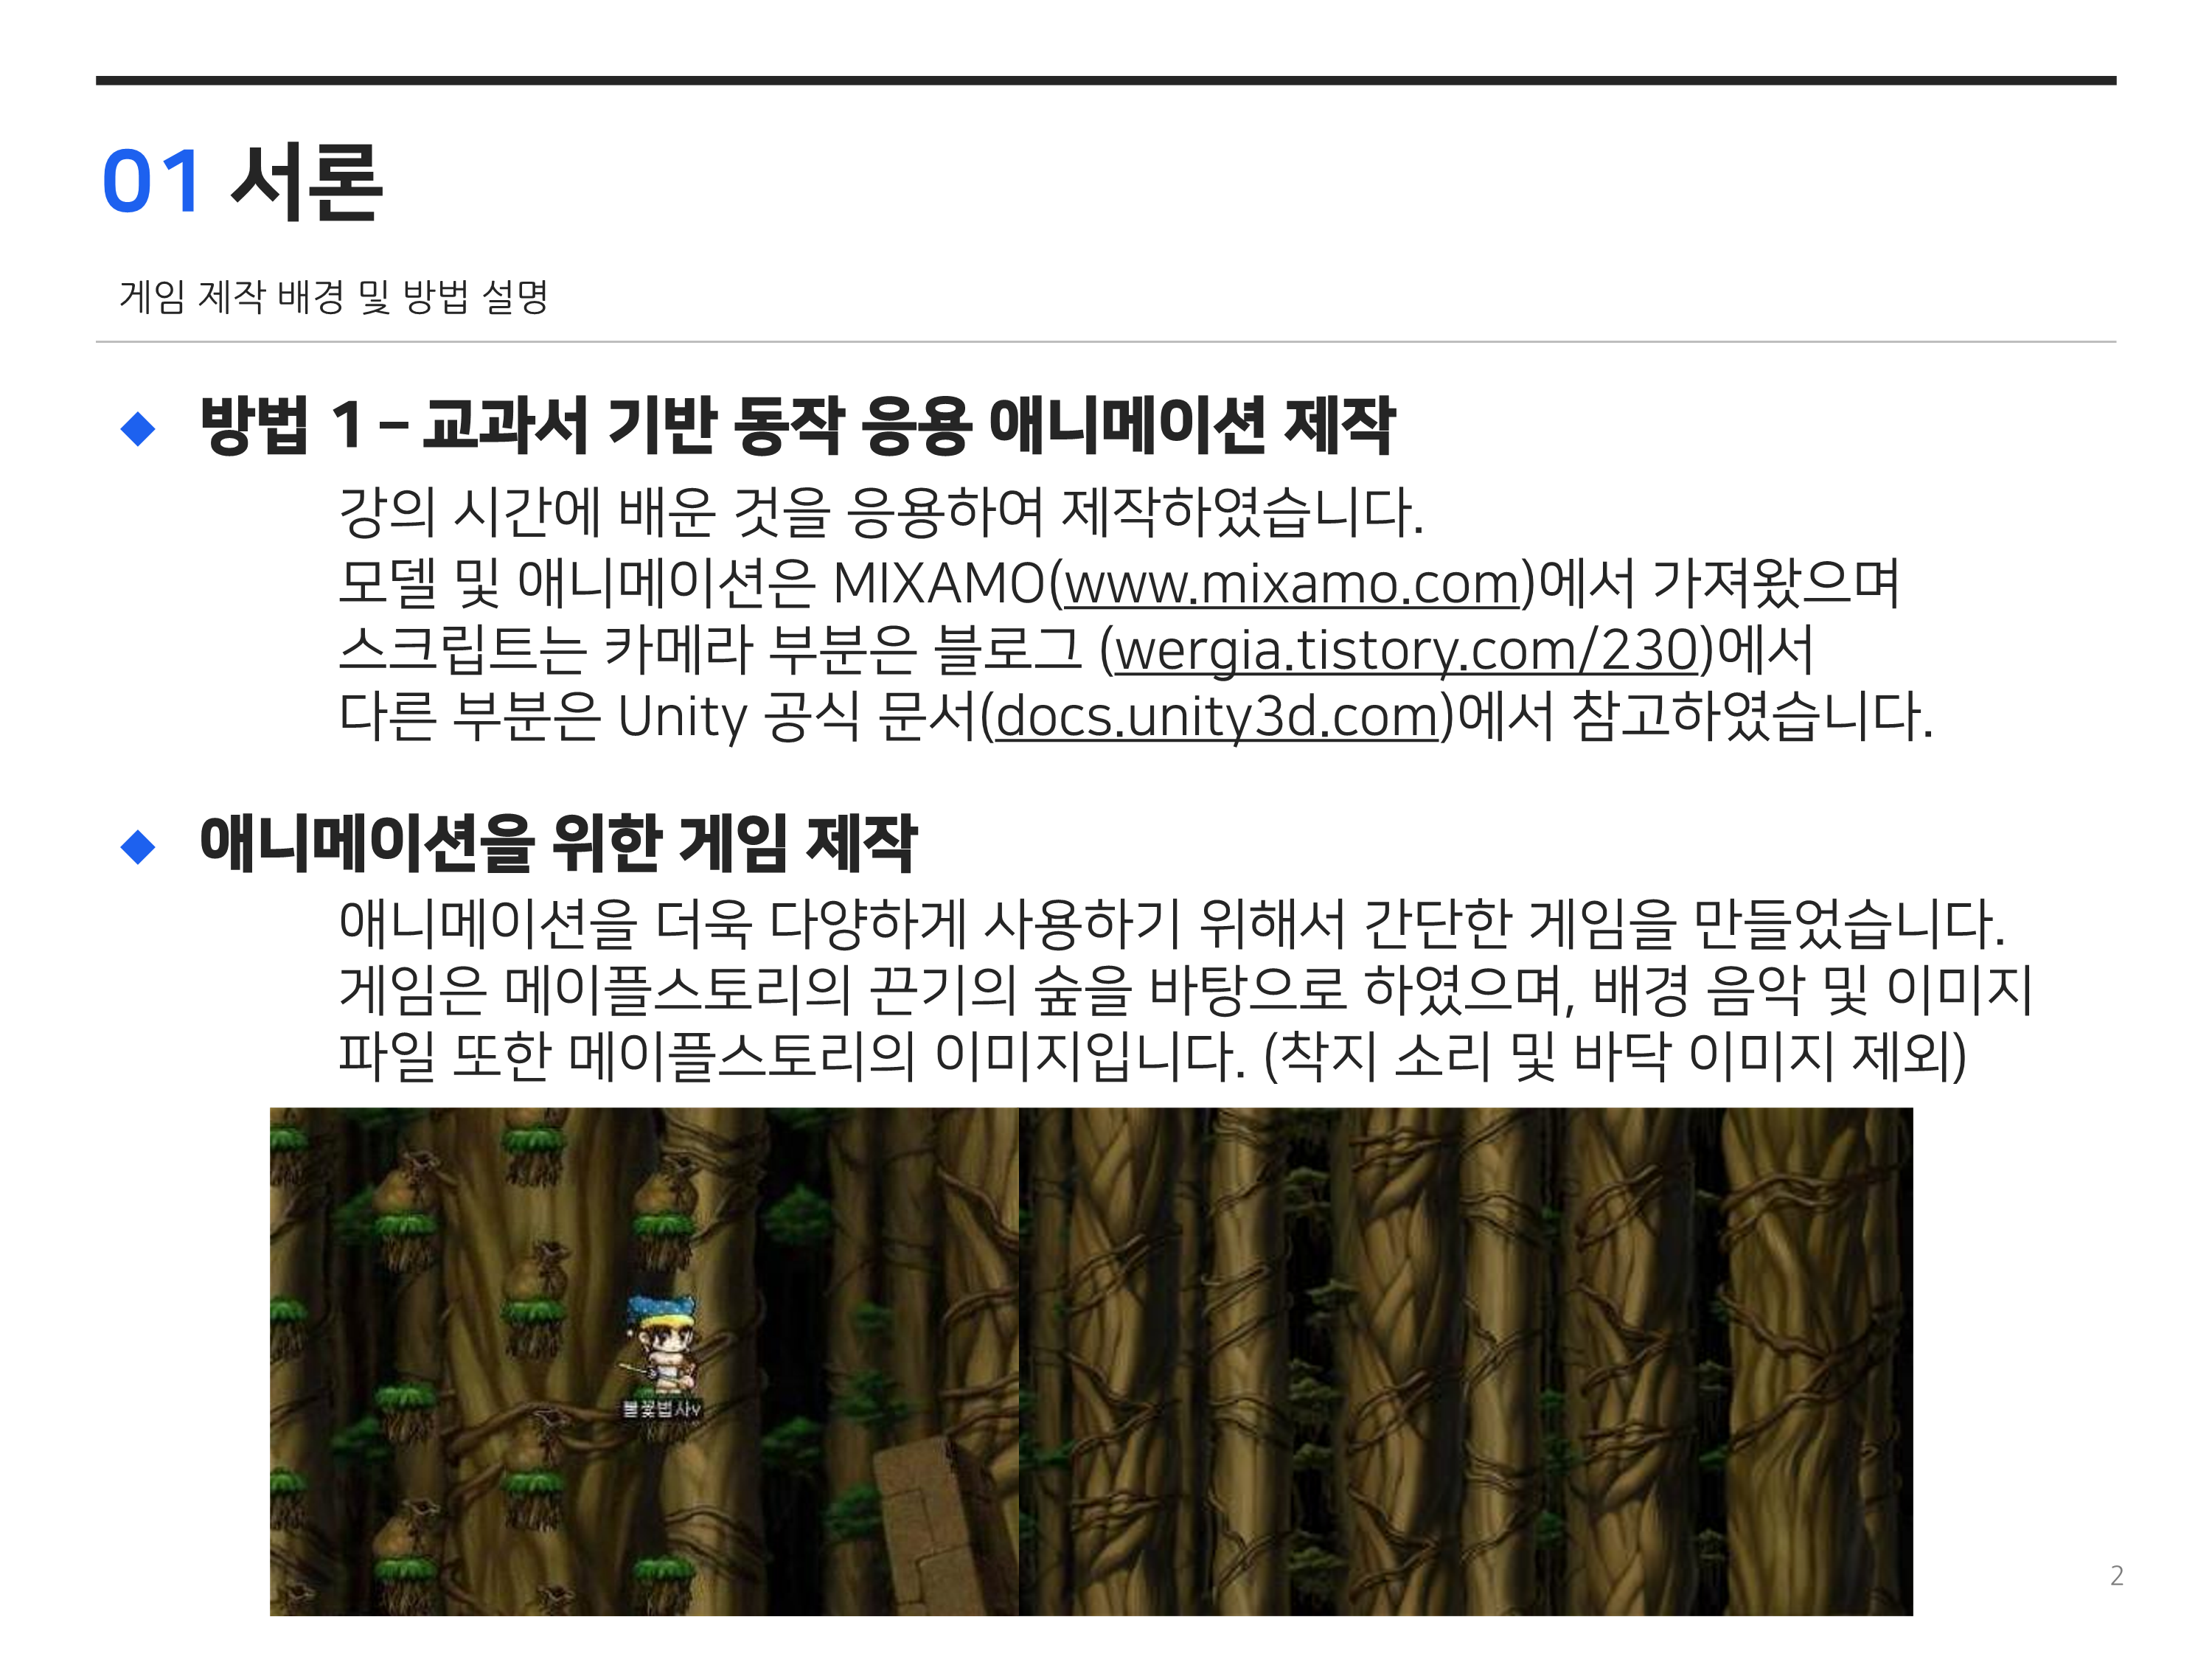 01 서론
게임 제작 배경 및 방법 설명
방법 1 – 교과서 기반 동작 응용 애니메이션 제작
강의 시간에 배운 것을 응용하여 제작하였습니다.
모델 및 애니메이션은 MIXAMO(www.mixamo.com)에서 가져왔으며
스크립트는 카메라 부분은 블로그 (wergia.tistory.com/230)에서
다른 부분은 Unity 공식 문서(docs.unity3d.com)에서 참고하였습니다.
애니메이션을 위한 게임 제작
애니메이션을 더욱 다양하게 사용하기 위해서 간단한 게임을 만들었습니다.
게임은 메이플스토리의 끈기의 숲을 바탕으로 하였으며, 배경 음악 및 이미지
파일 또한 메이플스토리의 이미지입니다. (착지 소리 및 바닥 이미지 제외)
불꽃법사v
2